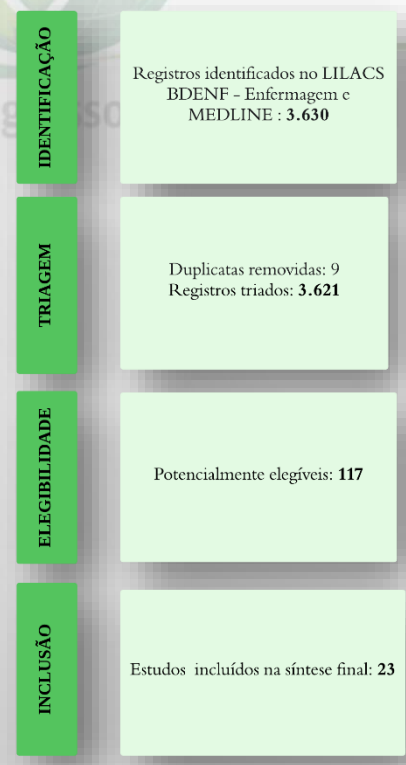 IDENTIFICAÇÃO
Registros identificados no LILACS
BDENF - Enfermagem e
MEDLINE : 3.630
TRIAGEM
Duplicatas removidas: 9
Registros triados: 3.621
ELEGIBILIDADE
Potencialmente elegíveis: 117
INCLUSÃO
Estudos incluídos na síntese final: 23